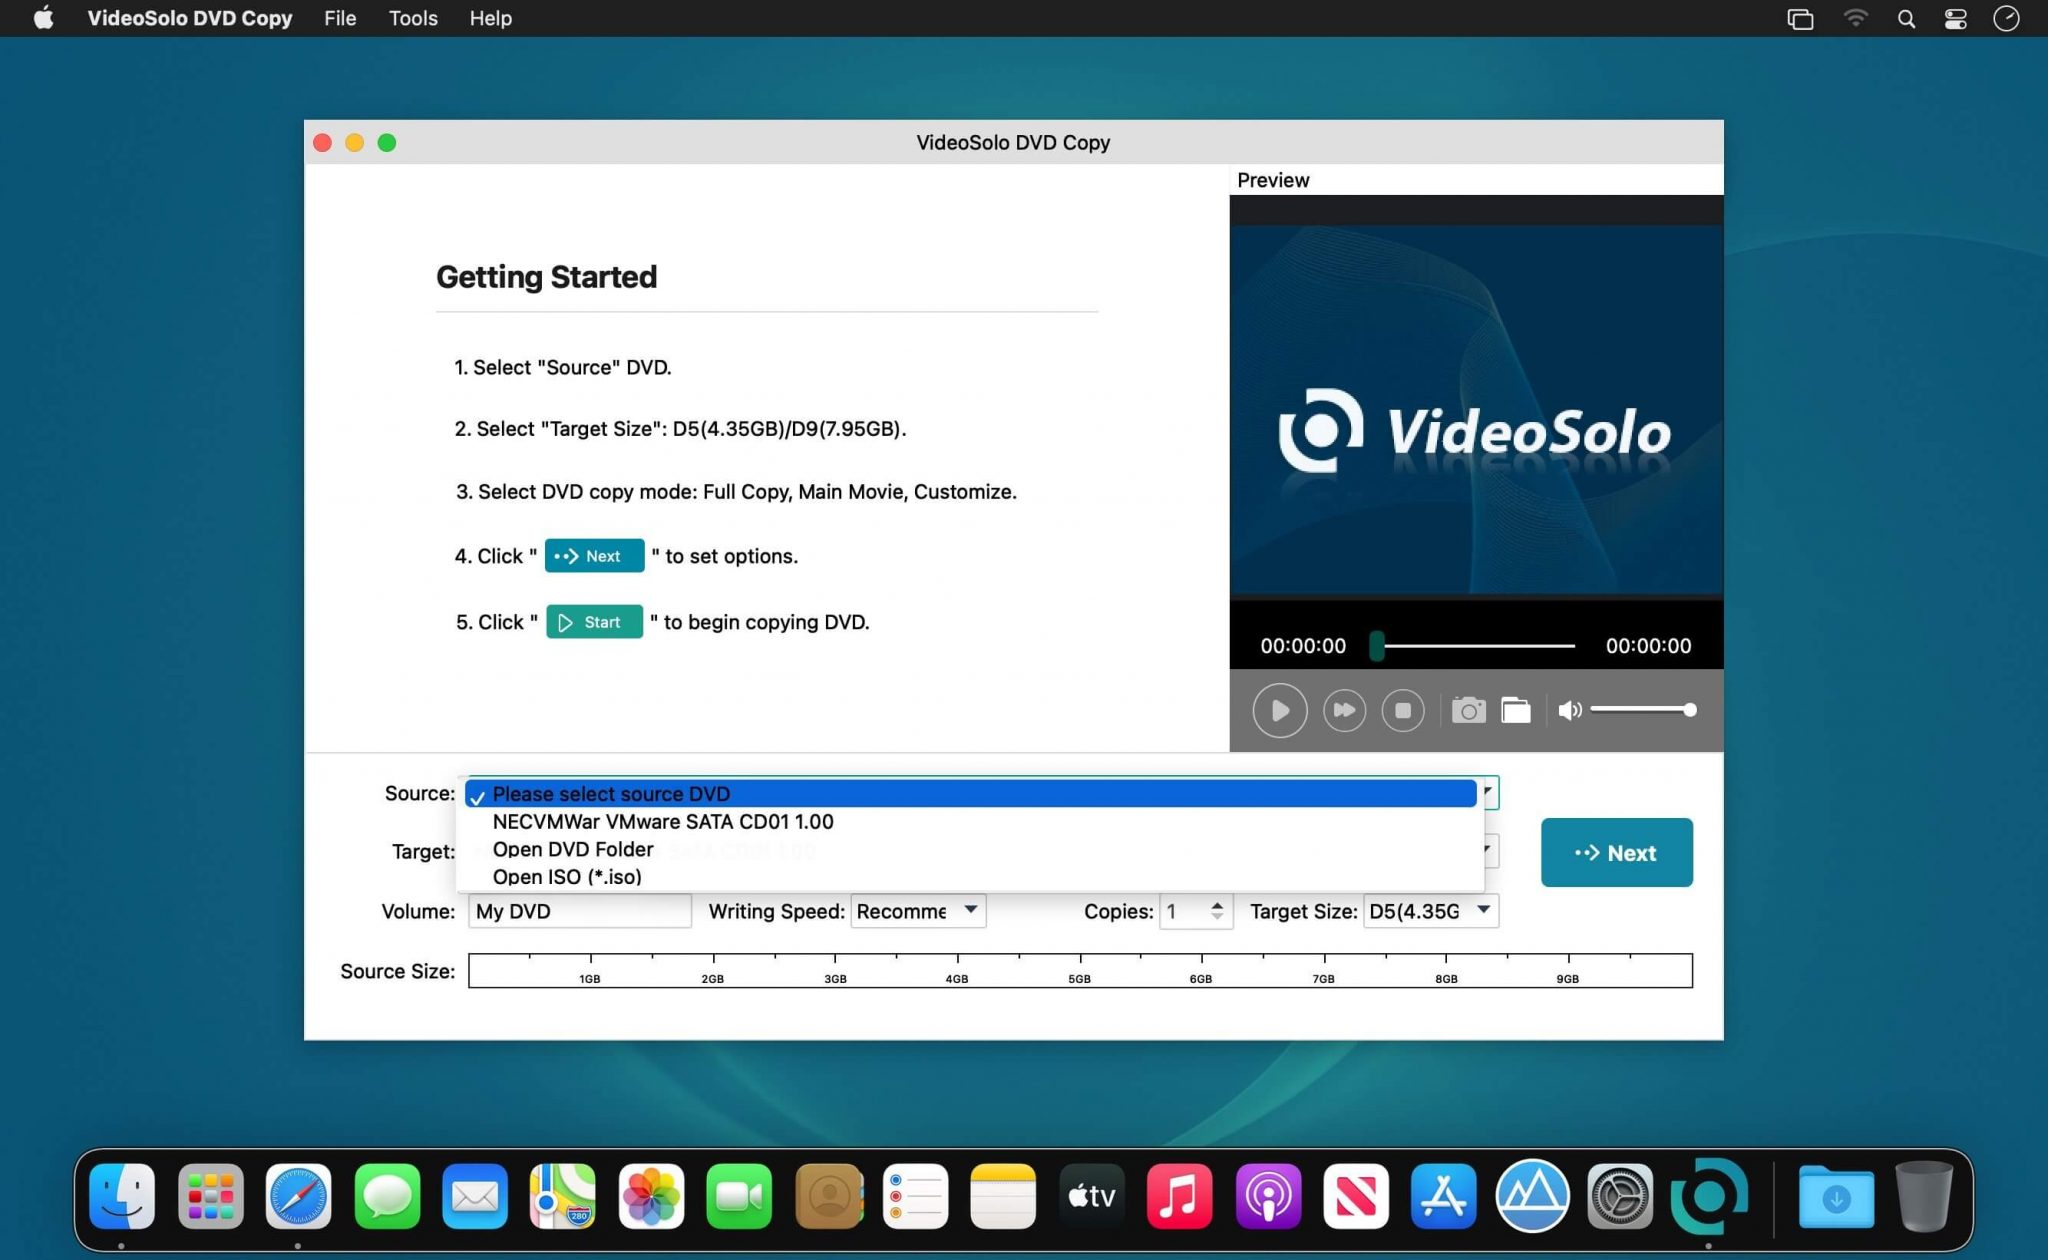 VideoSolo DVD Copy File Tools Help
VideoSolo DVD Copy
Preview
Getting Started
1. Select "Source" DVD.
2. Select "Target Size": D5(4.35GB)/D9(7.95GB).
3. Select DVD copy mode: Full Copy, Main Movie, Customize.
4. Click " Next " to set options.
5. Click " Start " to begin copying DVD.
VideoSolo
00:00:00 00:00:00
Source: Please select source DVD
NECVMWar VMware SATA CD01 1.00
Target: Open DVD Folder
Open ISO (*.iso)
Next
Volume: My DVD Writing Speed: Recomme Copies: 1 Target Size: D5(4.35G
Source Size: 1GB 2GB 3GB 4GB 5GB 6GB 7GB 8GB 9GB
280
tv